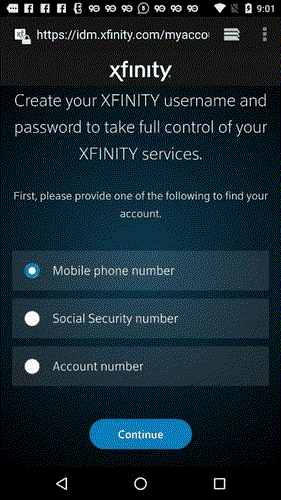 9:01
https://idm.xfinity.com/myaccou
xfinity
Create your XFINITY username and
password to take full control of your
XFINITY services.
First, please provide one of the following to find your
account.
Mobile phone number
Social Security number
Account number
Continue